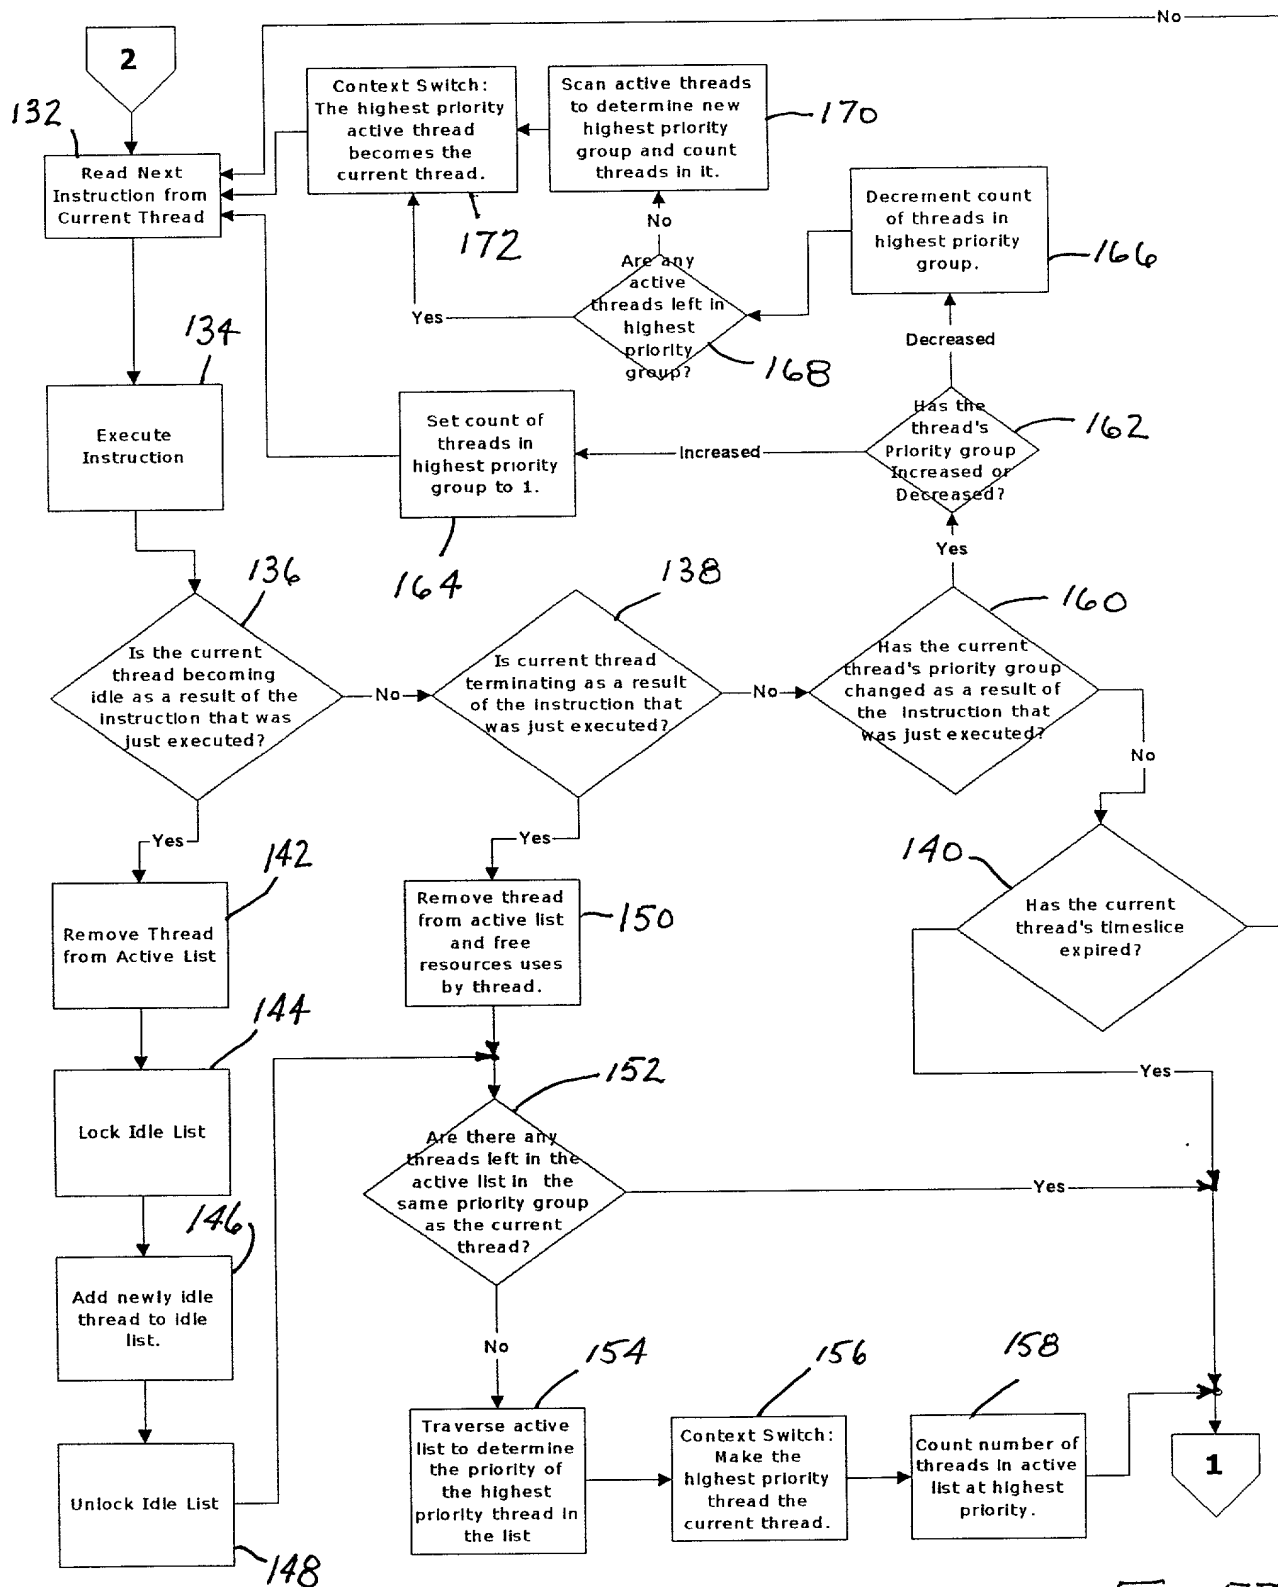 No
2
132
Read Next
Instruction from
Current Thread
Context Switch:
The highest priority
active thread
becomes the
current thread.
172
Scan active threads
to determine new
highest priority
group and count
threads in it.
170
Decrement count
of threads in
highest priority
group.
166
No
Are any
active
threads left in
highest
priority
group?
168
Yes
Decreased
134
Execute
Instruction
Set count of
threads in
highest priority
group to 1.
164
Increased
Has the
thread's
Priority group
Increased or
Decreased?
162
Yes
136
Is the current
thread becoming
idle as a result of the
instruction that was
just executed?
No
138
Is current thread
terminating as a result
of the instruction that
was just executed?
No
160
Has the current
thread's priority group
changed as a result of
the instruction that
was just executed?
No
Yes
142
Remove Thread
from Active List
Yes
Remove thread
from active list
and free
resources uses
by thread.
150
140
Has the current
thread's timeslice
expired?
Yes
144
Lock Idle List
152
Are there any
threads left in the
active list in the
same priority group
as the current
thread?
Yes
146
Add newly idle
thread to idle
list.
No
154
Traverse active
list to determine
the priority of
the highest
priority thread in
the list
156
Context Switch:
Make the
highest priority
thread the
current thread.
158
Count number of
threads in active
list at highest
priority.
1
Unlock Idle List
148